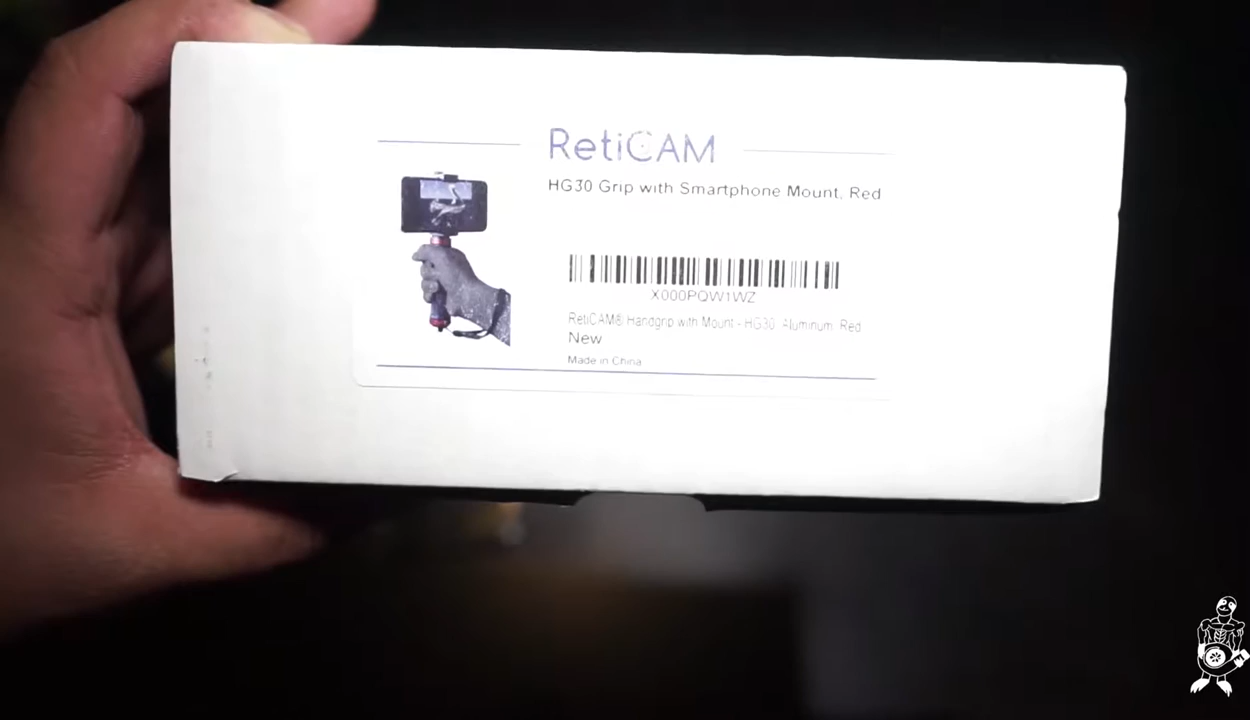 RetiCAM
HG30 Grip with Smartphone Mount, Red
X000PQW1WZ
RetiCAM® Handgrip with Mount - HG30, Aluminum, Red
New
Made in China